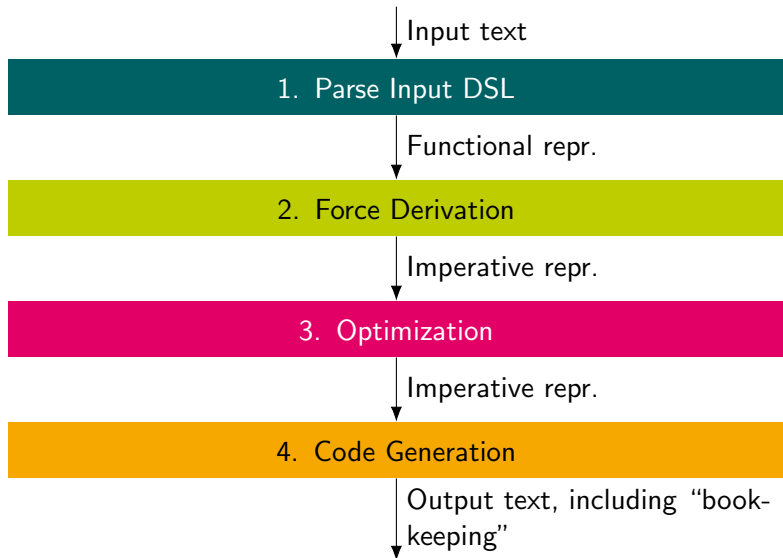 Input text
1. Parse Input DSL
Functional repr.
2. Force Derivation
Imperative repr.
3. Optimization
Imperative repr.
4. Code Generation
Output text, including “book-
keeping”